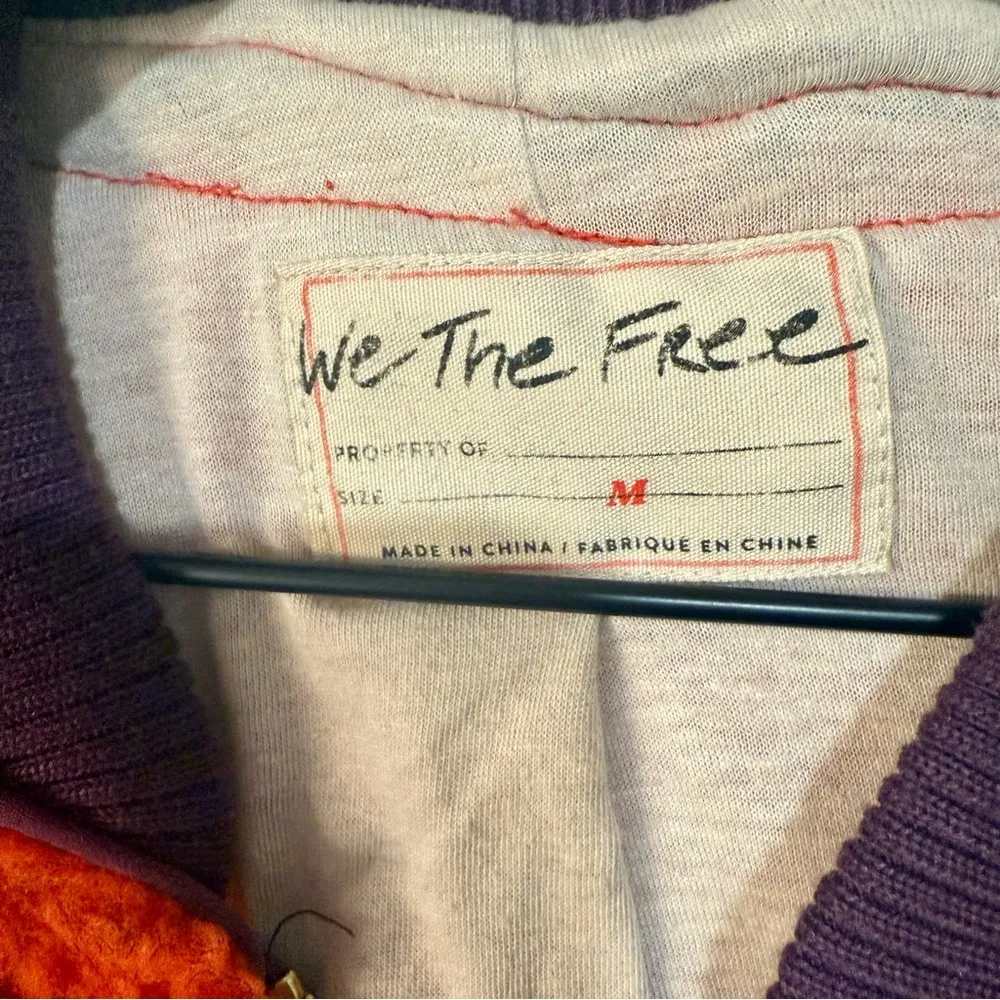 We The Free
PROPERTY OF
SIZE M
MADE IN CHINA / FABRIQUE EN CHINE